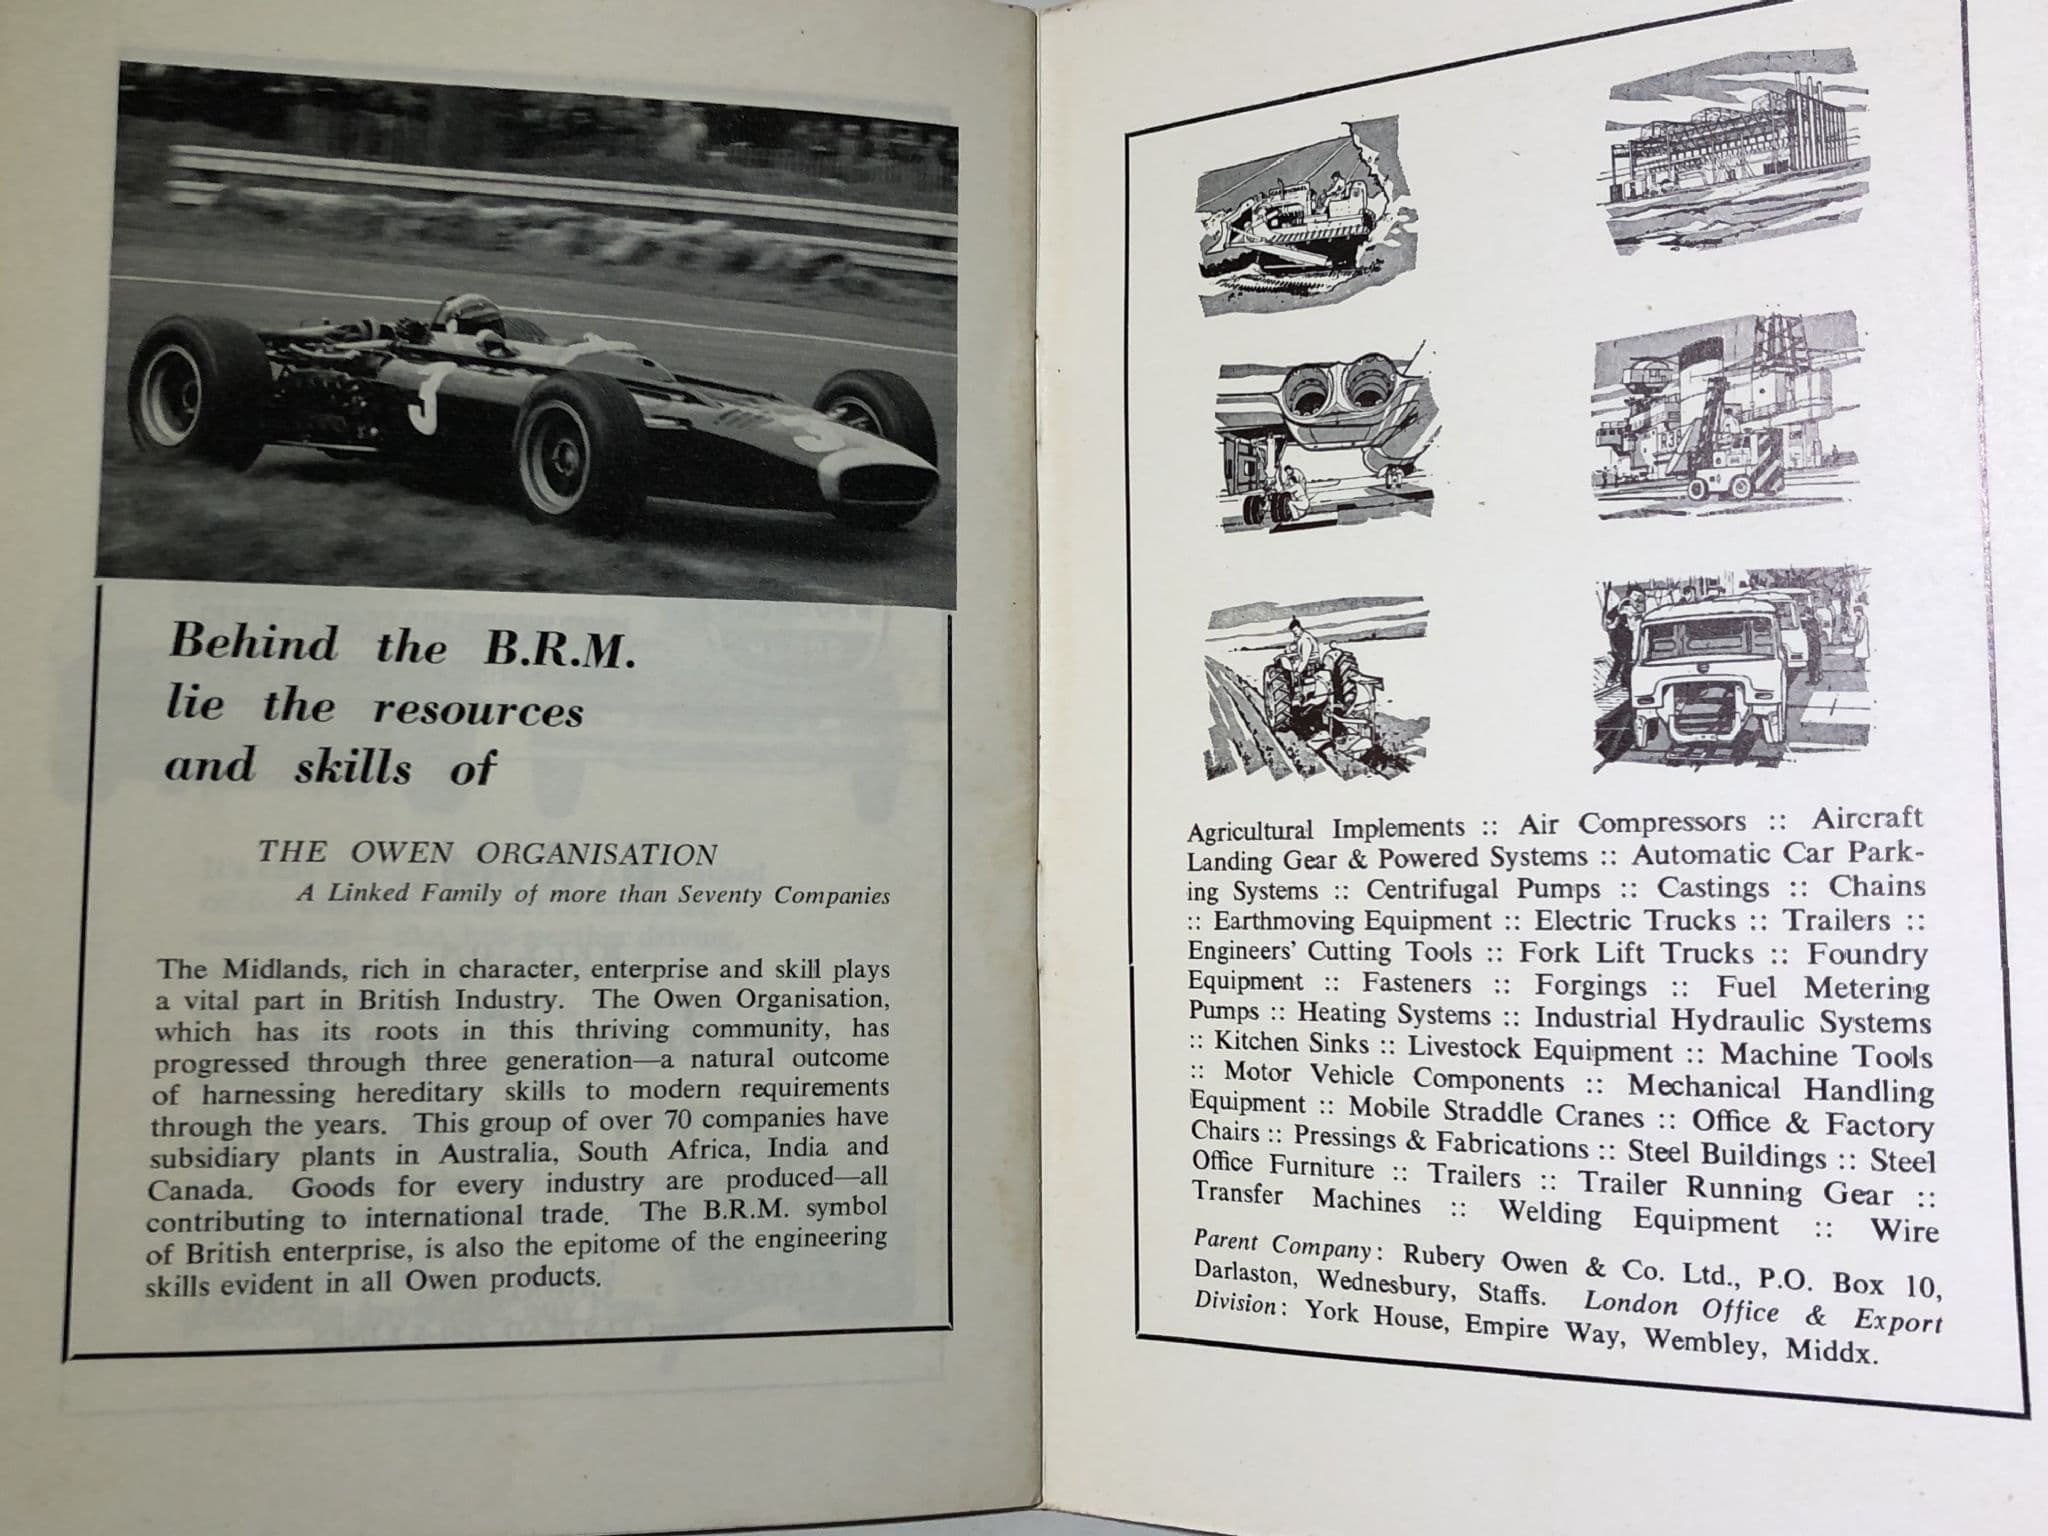 3
3
Behind the B.R.M.
lie the resources
and skills of
THE OWEN ORGANISATION
A Linked Family of more than Seventy Companies
The Midlands, rich in character, enterprise and skill plays
a vital part in British Industry. The Owen Organisation,
which has its roots in this thriving community, has
progressed through three generation—a natural outcome
of harnessing hereditary skills to modern requirements
through the years. This group of over 70 companies have
subsidiary plants in Australia, South Africa, India and
Canada. Goods for every industry are produced—all
contributing to international trade. The B.R.M. symbol
of British enterprise, is also the epitome of the engineering
skills evident in all Owen products.
Agricultural Implements :: Air Compressors :: Aircraft
Landing Gear & Powered Systems :: Automatic Car Park-
ing Systems :: Centrifugal Pumps :: Castings :: Chains
:: Earthmoving Equipment :: Electric Trucks :: Trailers ::
Engineers' Cutting Tools :: Fork Lift Trucks :: Foundry
Equipment :: Fasteners :: Forgings :: Fuel Metering
Pumps :: Heating Systems :: Industrial Hydraulic Systems
:: Kitchen Sinks :: Livestock Equipment :: Machine Tools
:: Motor Vehicle Components :: Mechanical Handling
Equipment :: Mobile Straddle Cranes :: Office & Factory
Chairs :: Pressings & Fabrications :: Steel Buildings :: Steel
Office Furniture :: Trailers :: Trailer Running Gear ::
Transfer Machines :: Welding Equipment :: Wire
Parent Company: Rubery Owen & Co. Ltd., P.O. Box 10,
Darlaston, Wednesbury, Staffs. London Office & Export
Division: York House, Empire Way, Wembley, Middx.